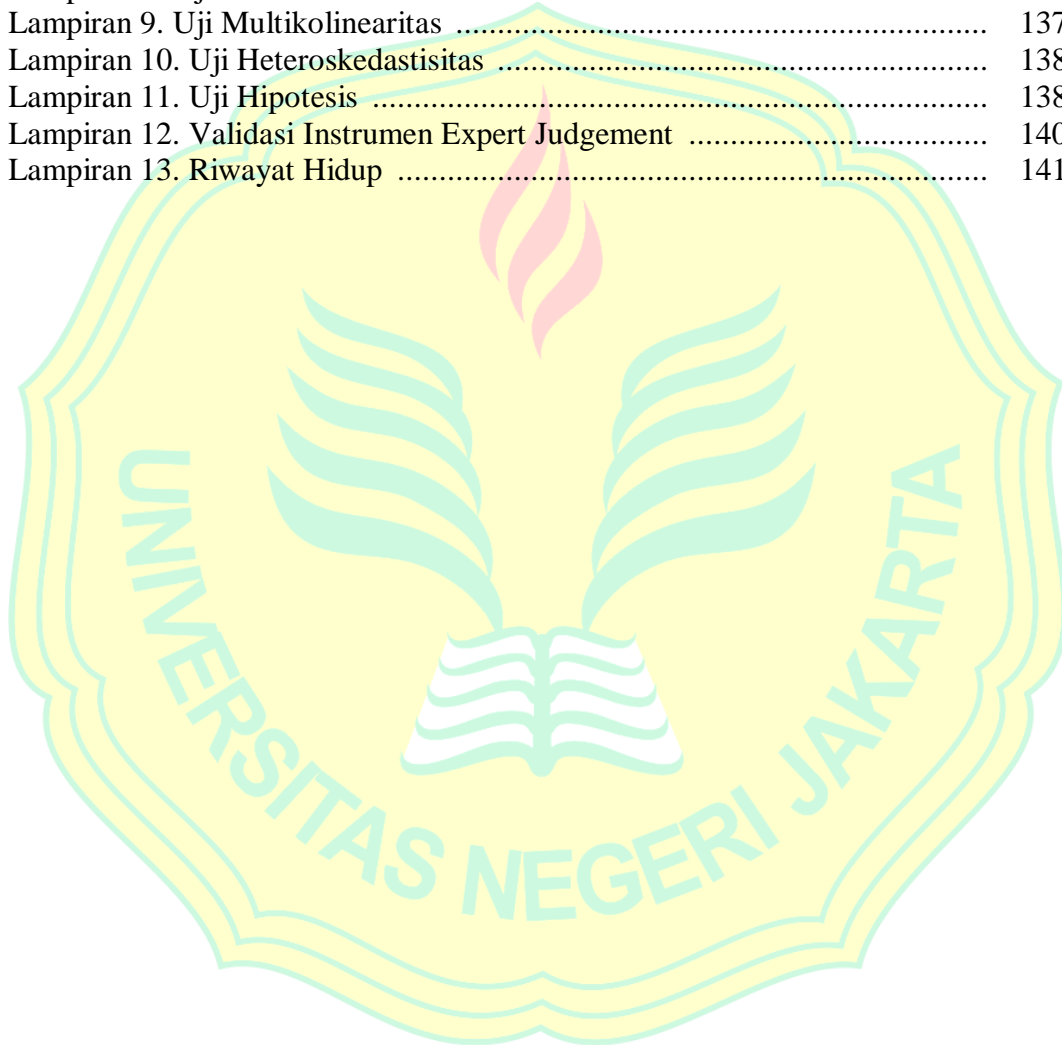 Lampiran 9. Uji Multikolinearitas ........................................................................ 137
Lampiran 10. Uji Heteroskedastisitas .................................................................. 138
Lampiran 11. Uji Hipotesis ................................................................................... 138
Lampiran 12. Validasi Instrumen Expert Judgement ........................................ 140
Lampiran 13. Riwayat Hidup ................................................................................ 141
UNIVERSITAS NEGERI JAKARTA